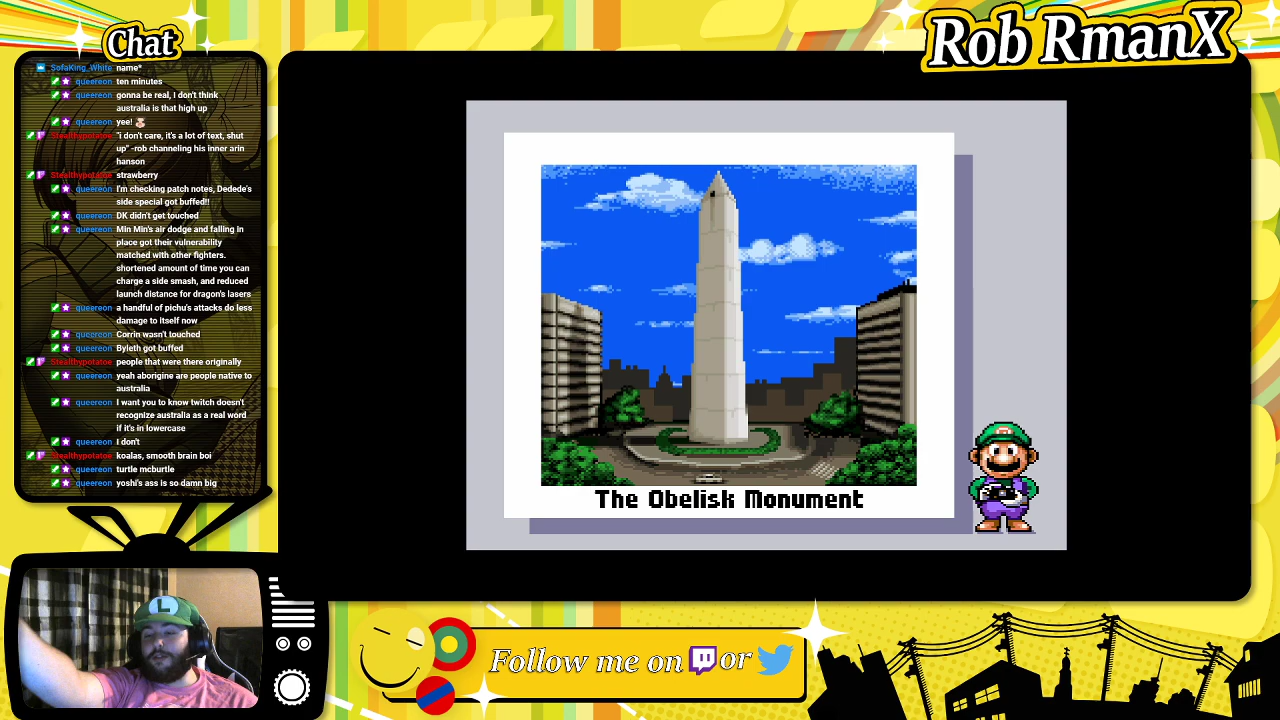 Chat
Rob RmanX
SofaKing_White name*
queereon ten minutes
queereon gonna be real, I don't think
australia is that high up
queereon yee!
Stealthypotatoe "i don't care, it's a lot of text, shut
up" -rob channeling his inner arin
hanson
Stealthypotatoe strawberry
queereon I'm checking patch notes, Dedede's
side special got buffed!!
queereon DK didn't get touched
queereon Min Min's air dodge and falling in
place got their vulnerability
matched with other fighters.
shortened amount of time you can
charge a side smash, and reduced
launch distance for dragon's lasers
queereon a handful of pichu's attacks do less
damage to itself now
queereon Corrin wasn't touched
queereon Byleth got buffed
Stealthypotatoe pyeople that were there originally
queereon yeah aborigine are people native to
australia
queereon I want you to know twitch doesn't
recognize australia as a real word
if it's in lowercase
queereon I don't
Stealthypotatoe koalas, smooth brain boi
queereon turtle mcburtle
queereon yoshi's ass is so damn big
The Obelisk Monument
L
Follow me on or